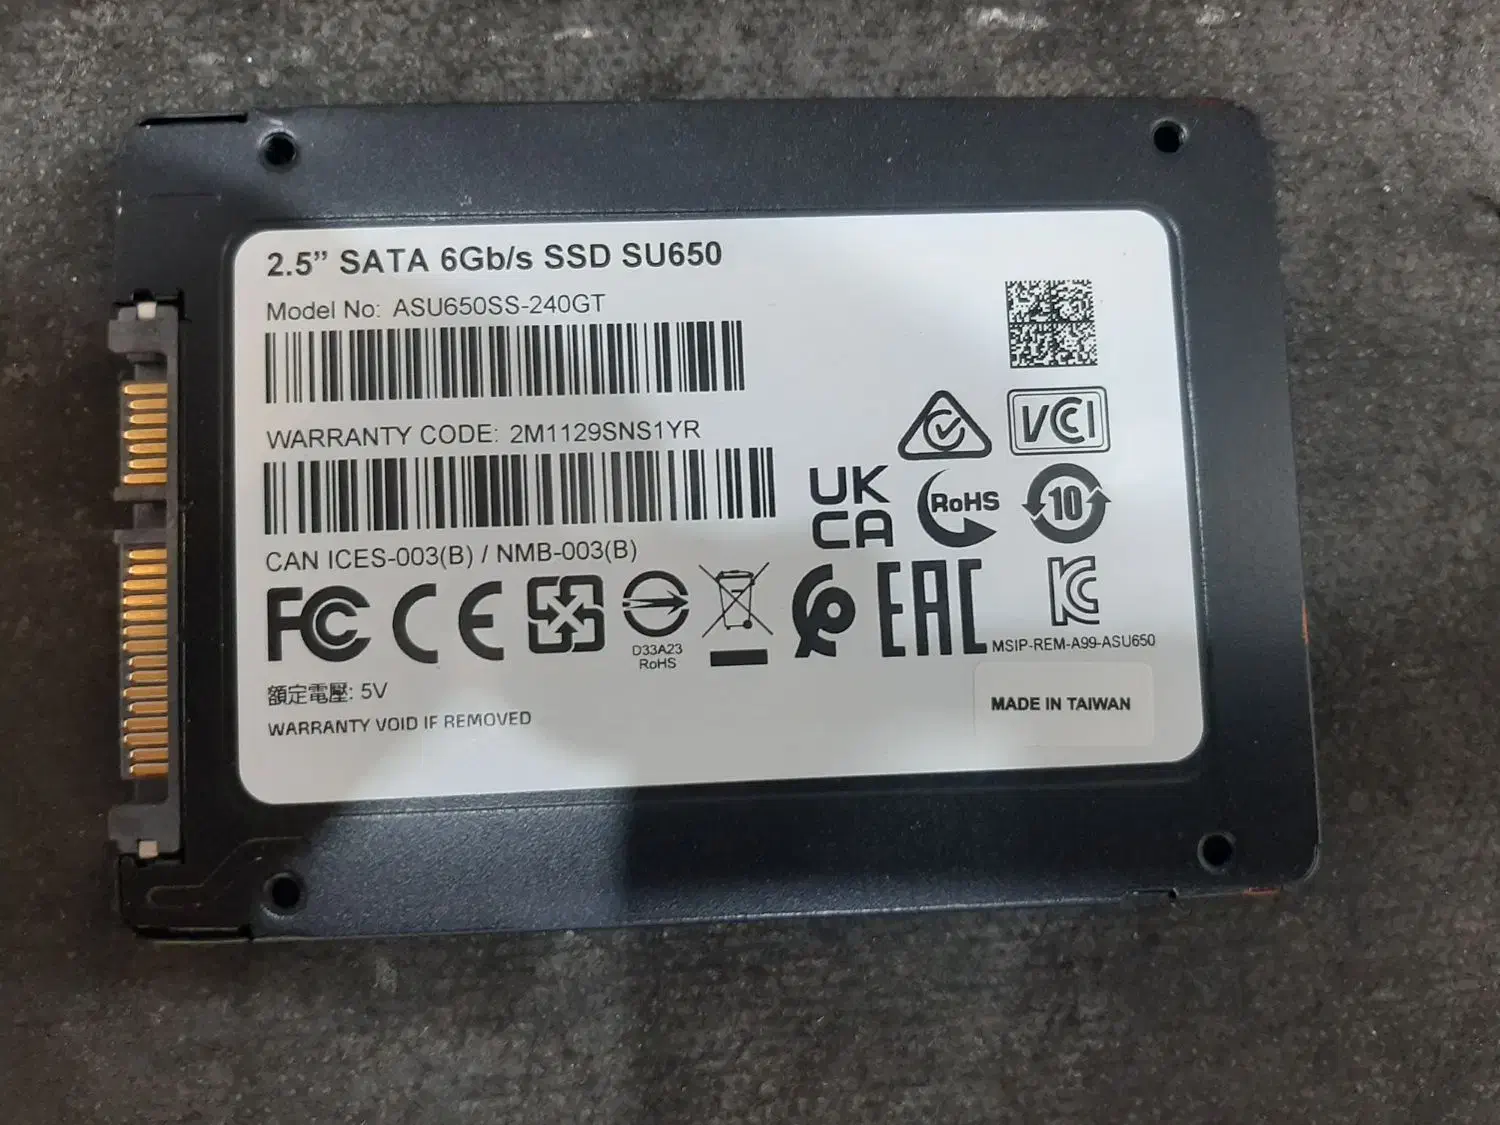 2.5” SATA 6Gb/s SSD SU650
Model No: ASU650SS-240GT
WARRANTY CODE: 2M1129SNS1YR
CAN ICES-003(B) / NMB-003(B)
VCI
UK
CA
RoHS
10
FC CE
D33A23
RoHS
EAC
KC
MSIP-REM-A99-ASU650
額定電壓: 5V
WARRANTY VOID IF REMOVED
MADE IN TAIWAN